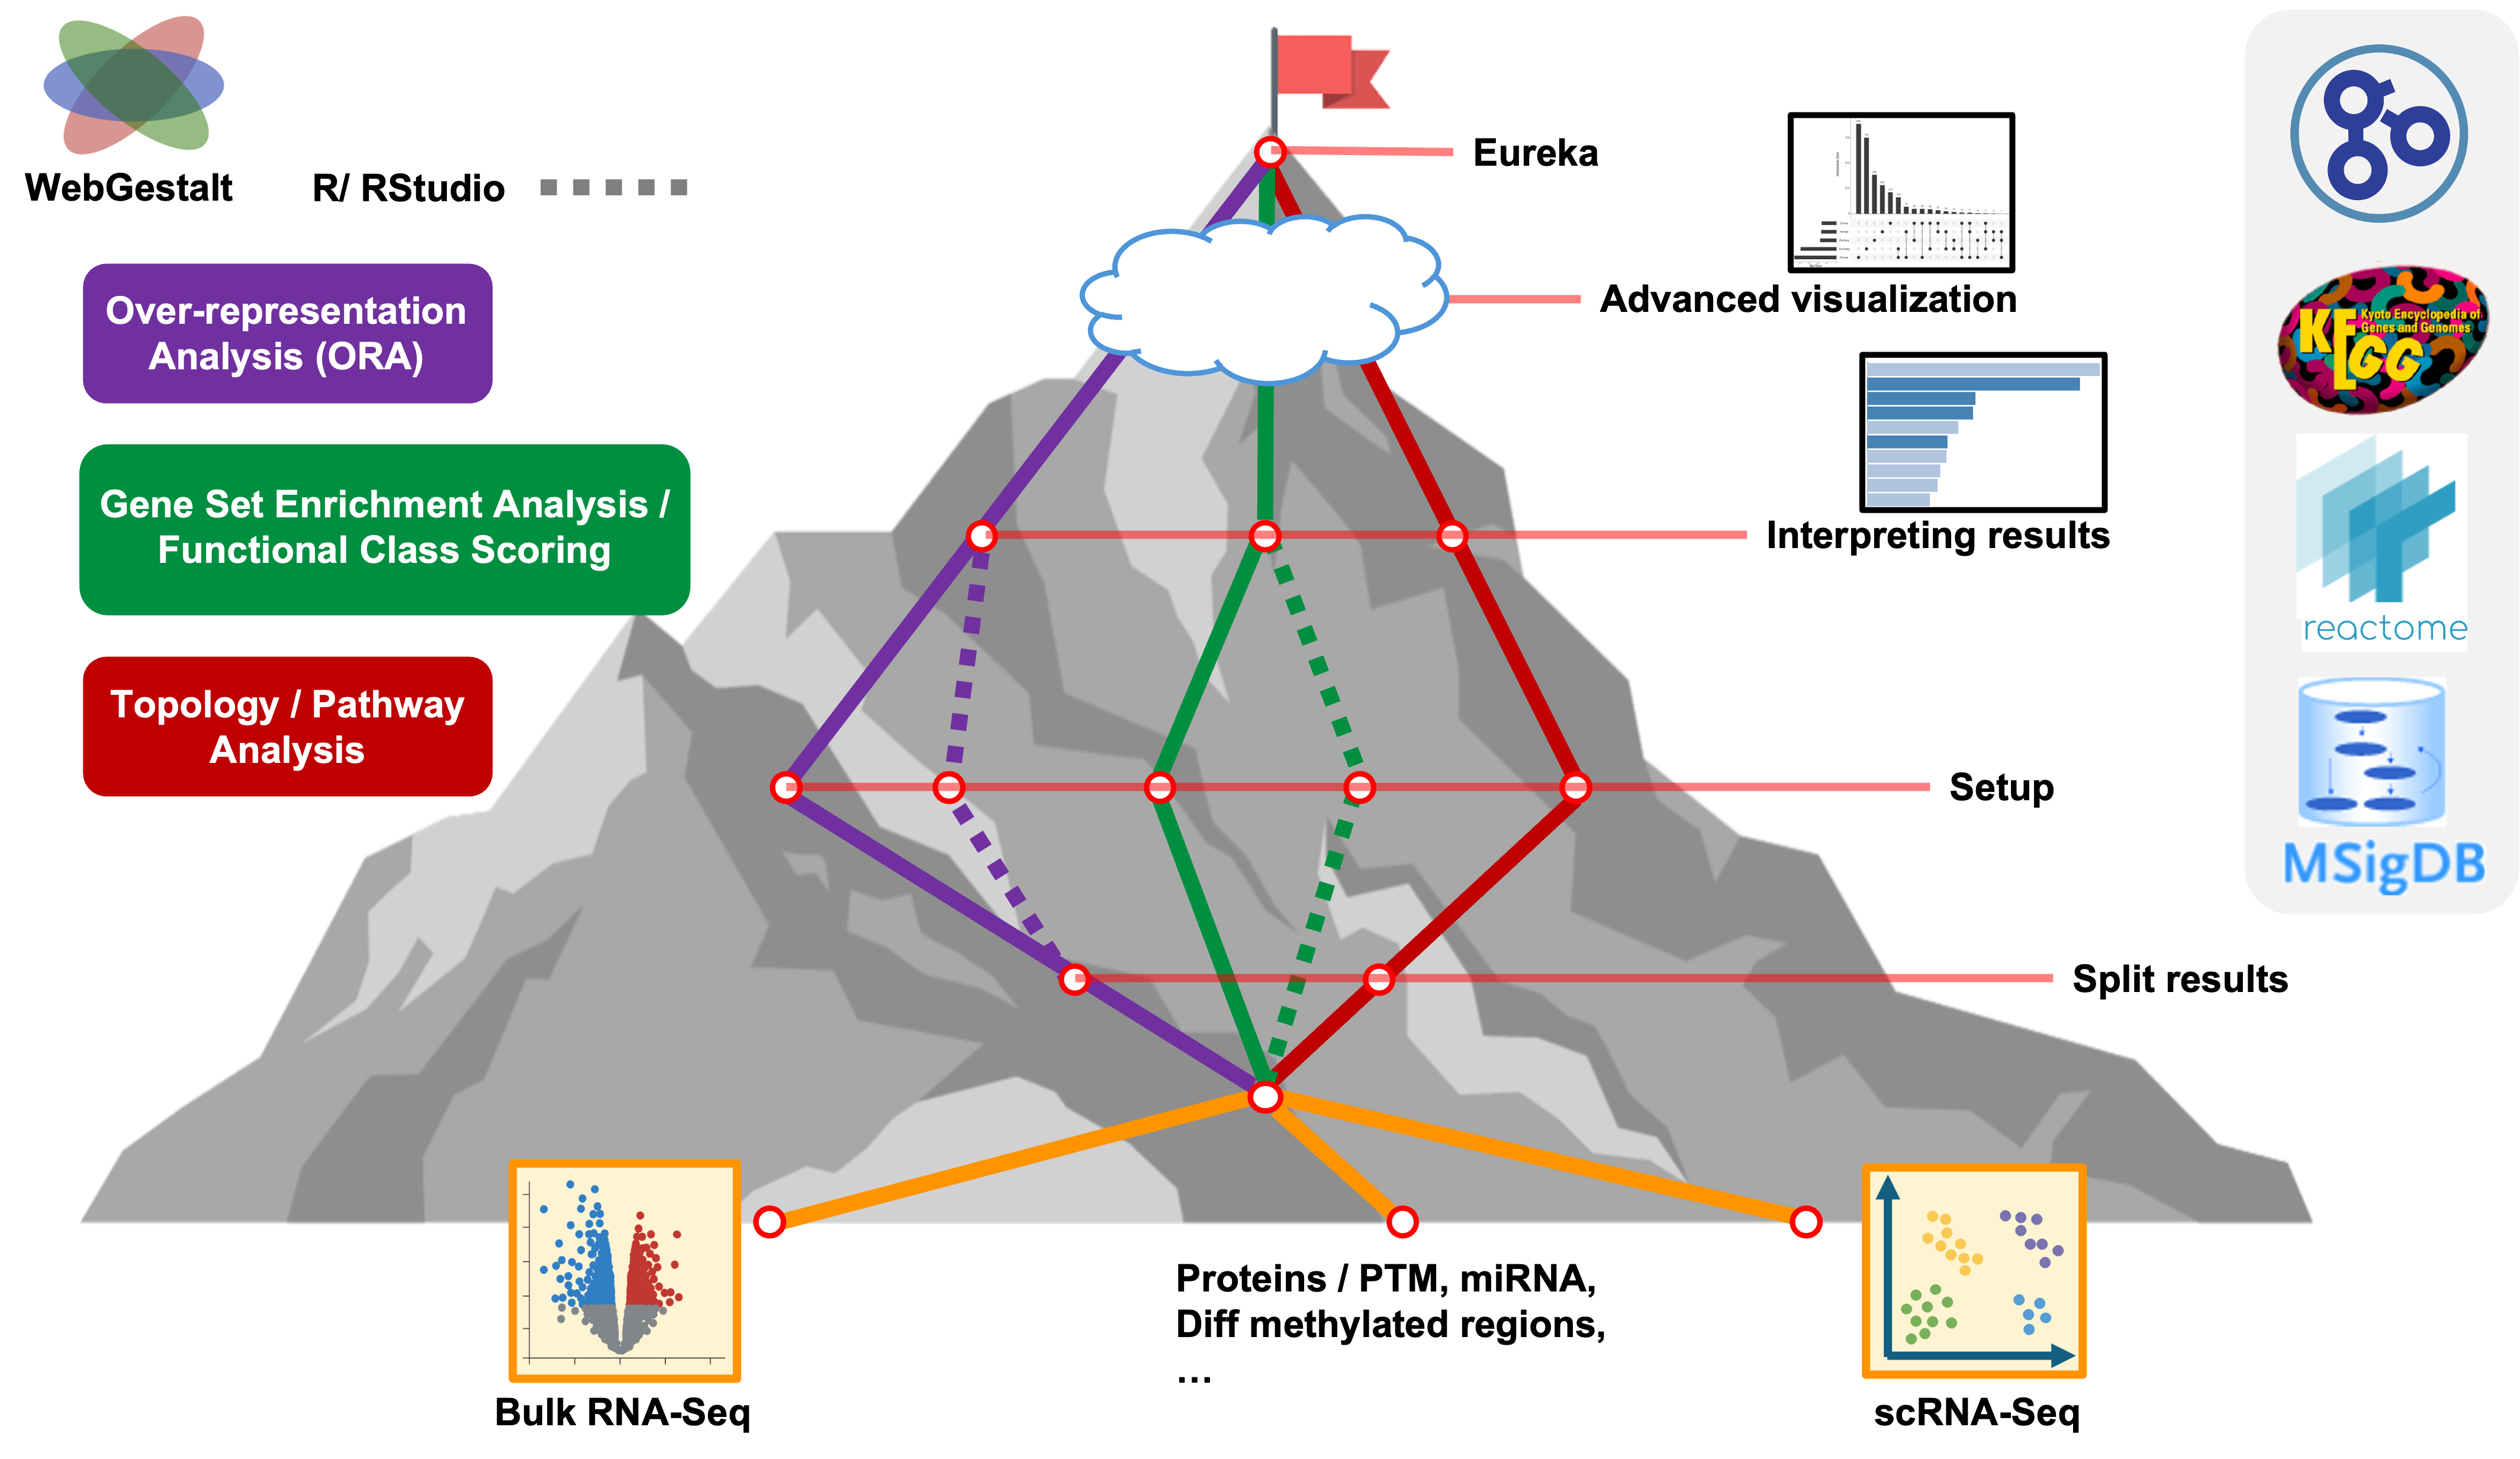 WebGestalt
R/ RStudio
Over-representation
Analysis (ORA)
Gene Set Enrichment Analysis /
Functional Class Scoring
Topology / Pathway
Analysis
Eureka
Advanced visualization
Interpreting results
Setup
Split results
Kyoto Encyclopedia of
Genes and Genomes
KEGG
reactome
MSigDB
Bulk RNA-Seq
Proteins / PTM, miRNA,
Diff methylated regions,
...
scRNA-Seq